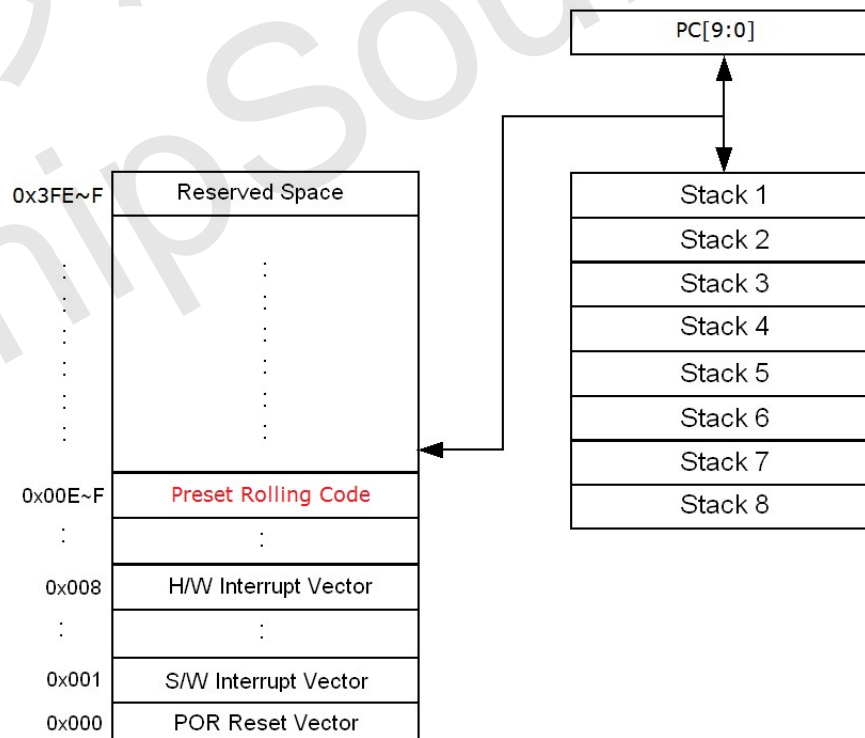 PC[9:0]
0x3FE~F Reserved Space
0x00E~F Preset Rolling Code
0x008 H/W Interrupt Vector
0x001 S/W Interrupt Vector
0x000 POR Reset Vector
Stack 1
Stack 2
Stack 3
Stack 4
Stack 5
Stack 6
Stack 7
Stack 8